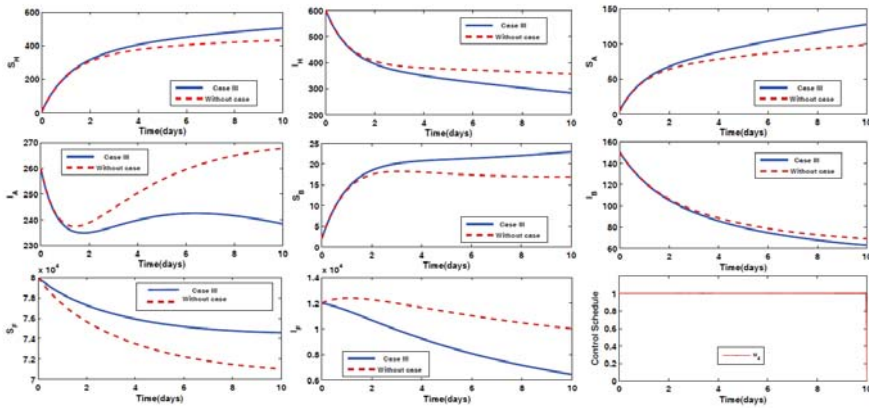 600
400
200
0
S_H
Case III
Without case
0 2 4 6 8 10
Time(days)
600
500
400
300
200
I_H
Case III
Without case
0 2 4 6 8 10
Time(days)
150
100
50
0
S_A
Case III
Without case
0 2 4 6 8 10
Time(days)
270
260
250
240
230
I_A
Case III
Without case
0 2 4 6 8 10
Time(days)
25
20
15
10
5
0
S_B
Case III
Without case
0 2 4 6 8 10
Time(days)
160
140
120
100
80
60
I_B
Case III
Without case
0 2 4 6 8 10
Time(days)
x 10^4
8
7.8
7.6
7.4
7.2
7
S_F
Case III
Without case
0 2 4 6 8 10
Time(days)
x 10^4
1.4
1.2
1
0.8
0.6
I_F
Case III
Without case
0 2 4 6 8 10
Time(days)
1
0.8
0.6
0.4
0.2
0
Control Schedule
0 2 4 6 8 10
Time(days)